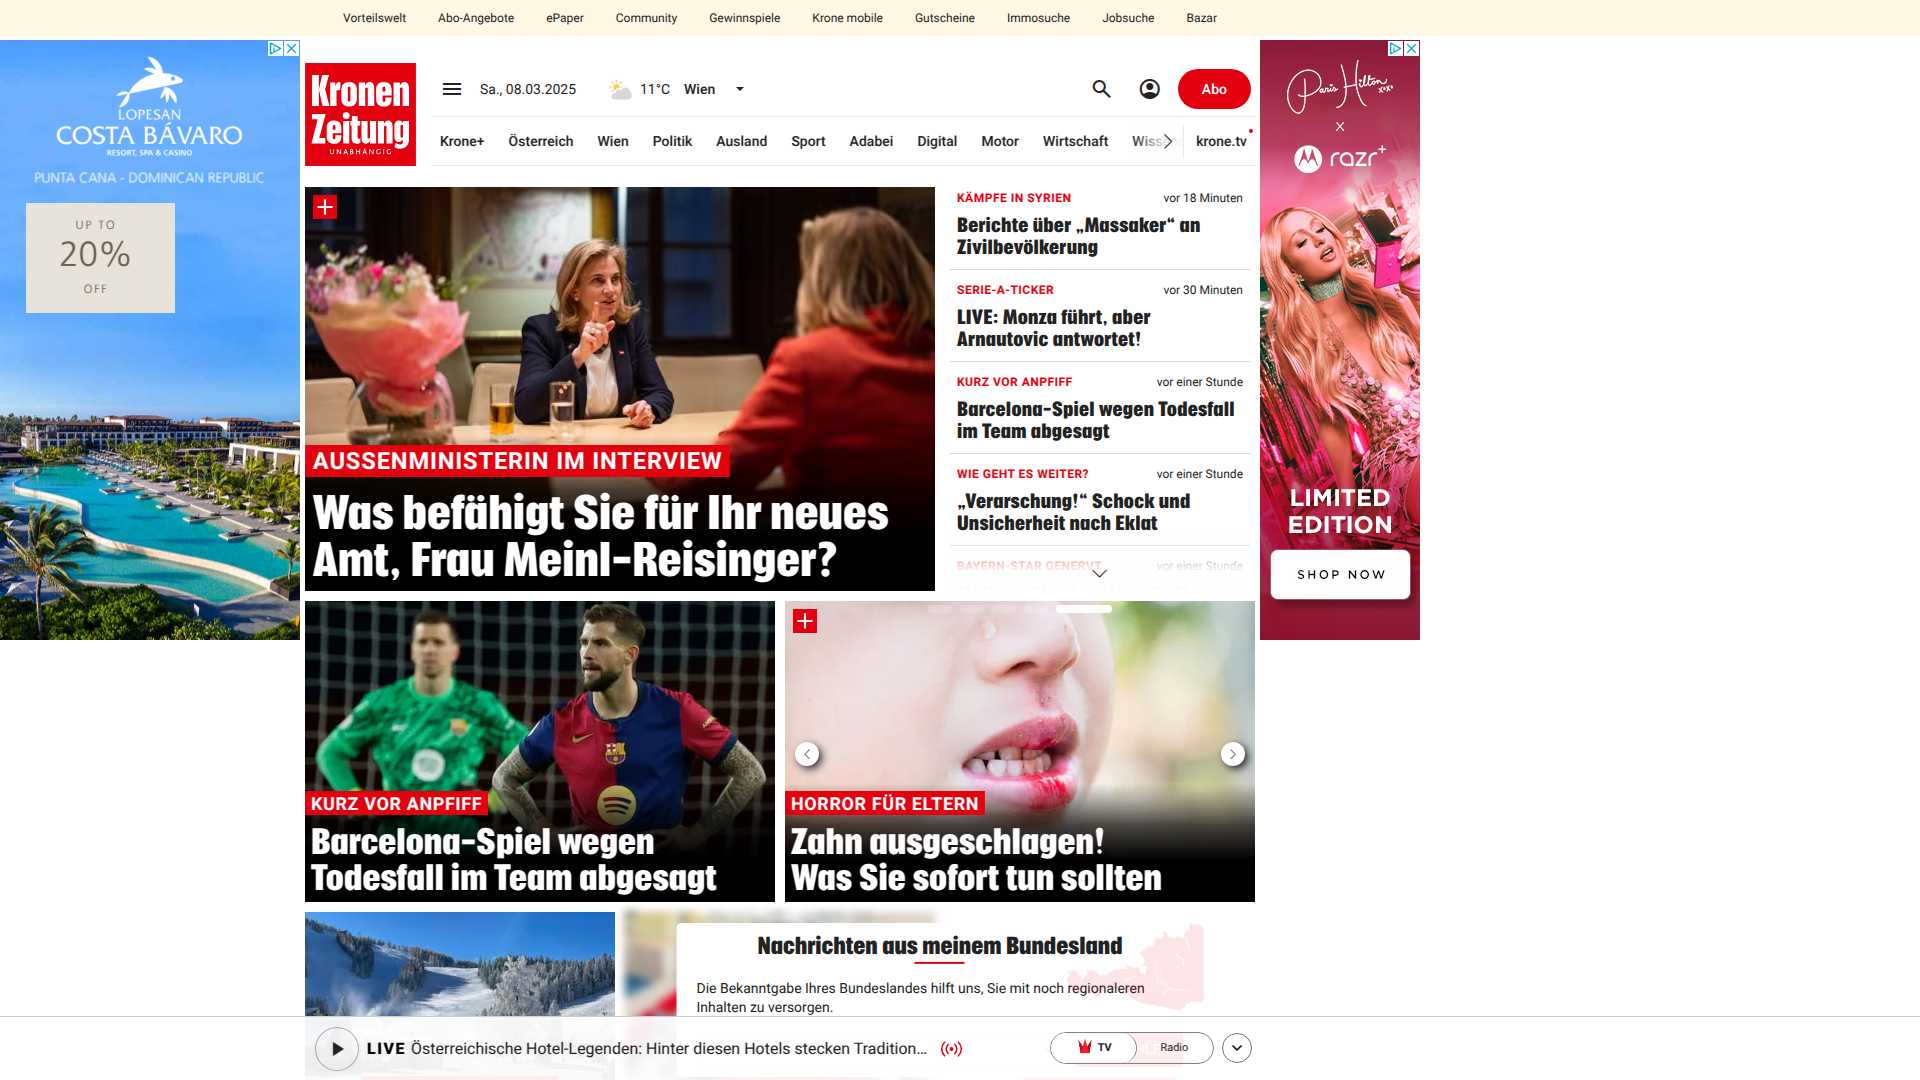 Vorteilswelt
Abo-Angebote
ePaper
Community
Gewinnspiele
Krone mobile
Gutscheine
Immosuche
Jobsuche
Bazar
LOPESAN
COSTA BÁVARO
RESORT, SPA & CASINO
PUNTA CANA - DOMINICAN REPUBLIC
UP TO
20%
OFF
Kronen
Zeitung
UNABHÄNGIG
Sa., 08.03.2025
11°C
Wien
Abo
Krone+
Österreich
Wien
Politik
Ausland
Sport
Adabei
Digital
Motor
Wirtschaft
krone.tv
AUSSENMINISTERIN IM INTERVIEW
Was befähigt Sie für Ihr neues
Amt, Frau Meinl-Reisinger?
KÄMPFE IN SYRIEN
vor 18 Minuten
Berichte über „Massaker“ an
Zivilbevölkerung
SERIE-A-TICKER
vor 30 Minuten
LIVE: Monza führt, aber
Arnautovic antwortet!
KURZ VOR ANPFIFF
vor einer Stunde
Barcelona-Spiel wegen Todesfall
im Team abgesagt
WIE GEHT ES WEITER?
vor einer Stunde
„Verarschung!“ Schock und
Unsicherheit nach Eklat
BAYERN-STAR GENERVT
vor einer Stunde
Paris Hilton
xoxo
X
razr+
LIMITED
EDITION
SHOP NOW
KURZ VOR ANPFIFF
Barcelona-Spiel wegen
Todesfall im Team abgesagt
HORROR FÜR ELTERN
Zahn ausgeschlagen!
Was Sie sofort tun sollten
Nachrichten aus meinem Bundesland
Die Bekanntgabe Ihres Bundeslandes hilft uns, Sie mit noch regionaleren
Inhalten zu versorgen.
LIVE Österreichische Hotel-Legenden: Hinter diesen Hotels stecken Tradition...
TV
Radio